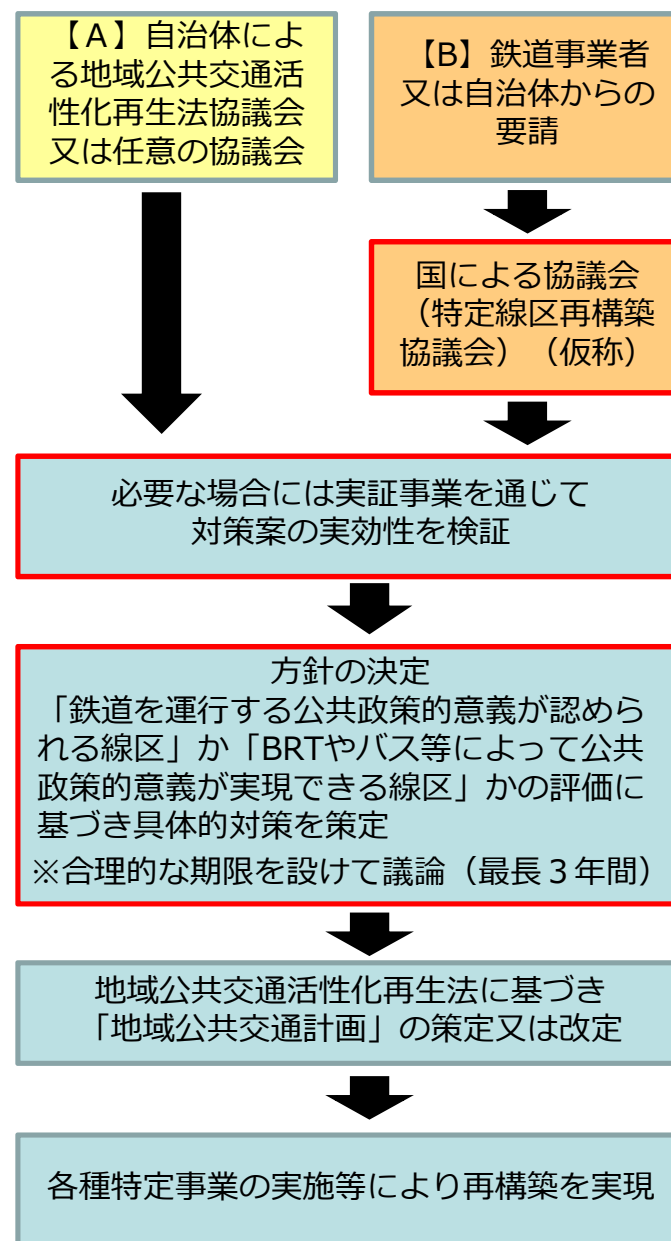 【A】自治体によ
る地域公共交通活
性化再生法協議会
又は任意の協議会
【B】鉄道事業者
又は自治体からの
要請
国による協議会
（特定線区再構築
協議会）（仮称）
必要な場合には実証事業を通じて
対策案の実効性を検証
方針の決定
「鉄道を運行する公共政策的意義が認めら
れる線区」か「BRTやバス等によって公共
政策的意義が実現できる線区」かの評価に
基づき具体的対策を策定
※合理的な期限を設けて議論（最長３年間）
地域公共交通活性化再生法に基づき
「地域公共交通計画」の策定又は改定
各種特定事業の実施等により再構築を実現